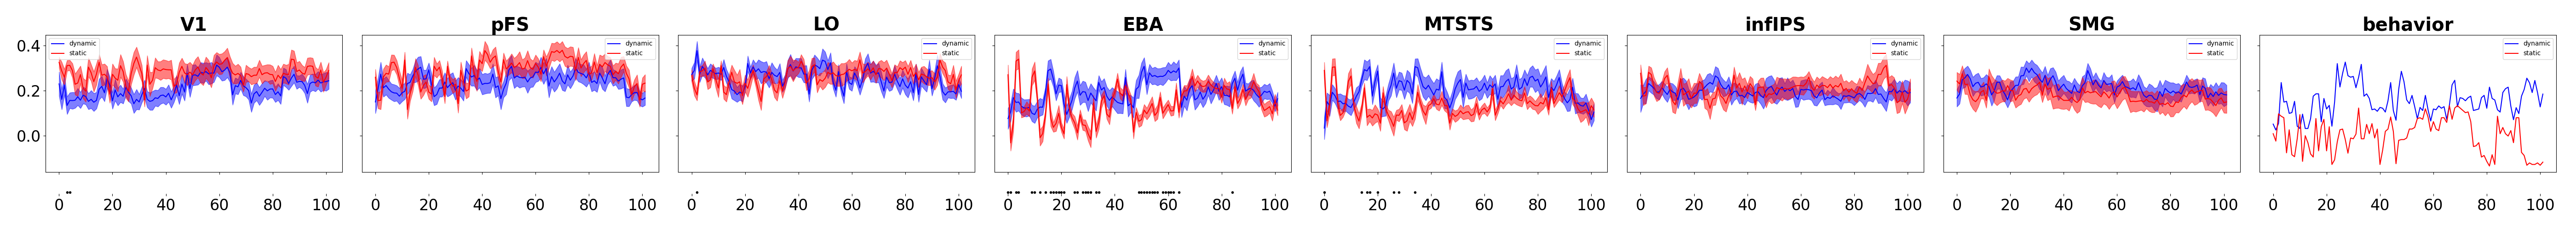 V1 pFS LO EBA MTSTS infIPS SMG behavior
0.4 dynamic dynamic dynamic dynamic dynamic dynamic dynamic dynamic
static static static static static static static static
0.2
0.0
0 20 40 60 80 100 0 20 40 60 80 100 0 20 40 60 80 100 0 20 40 60 80 100 0 20 40 60 80 100 0 20 40 60 80 100 0 20 40 60 80 100 0 20 40 60 80 100